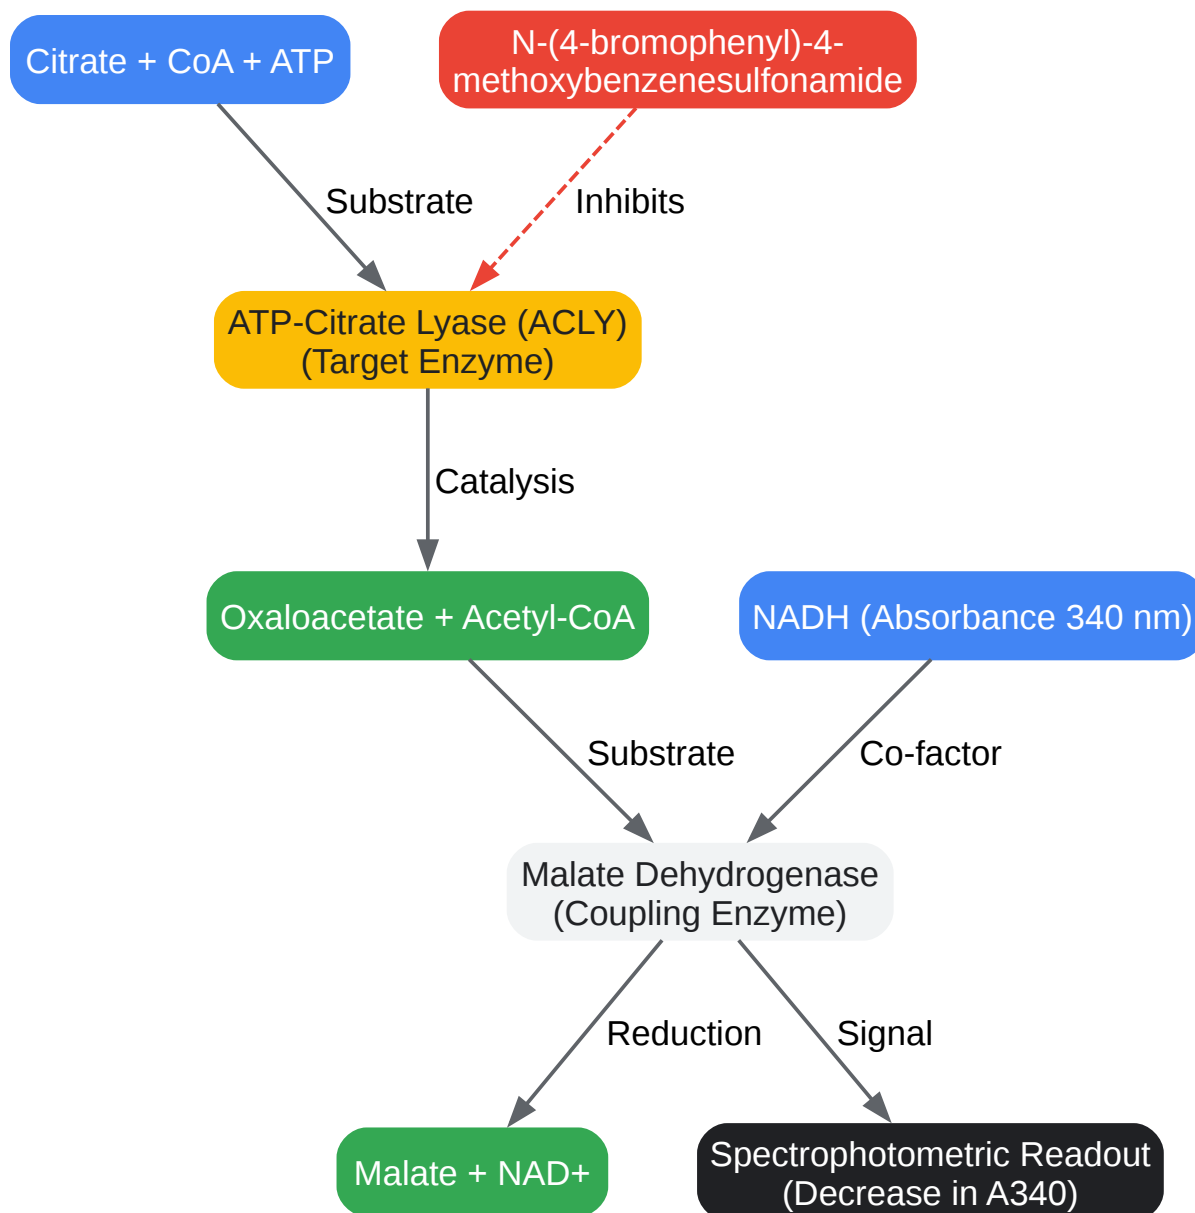 Citrate + CoA + ATP
N-(4-bromophenyl)-4-
methoxybenzenesulfonamide
Substrate
Inhibits
ATP-Citrate Lyase (ACLY)
(Target Enzyme)
Catalysis
Oxaloacetate + Acetyl-CoA
NADH (Absorbance 340 nm)
Substrate
Co-factor
Malate Dehydrogenase
(Coupling Enzyme)
Reduction
Signal
Malate + NAD+
Spectrophotometric Readout
(Decrease in A340)